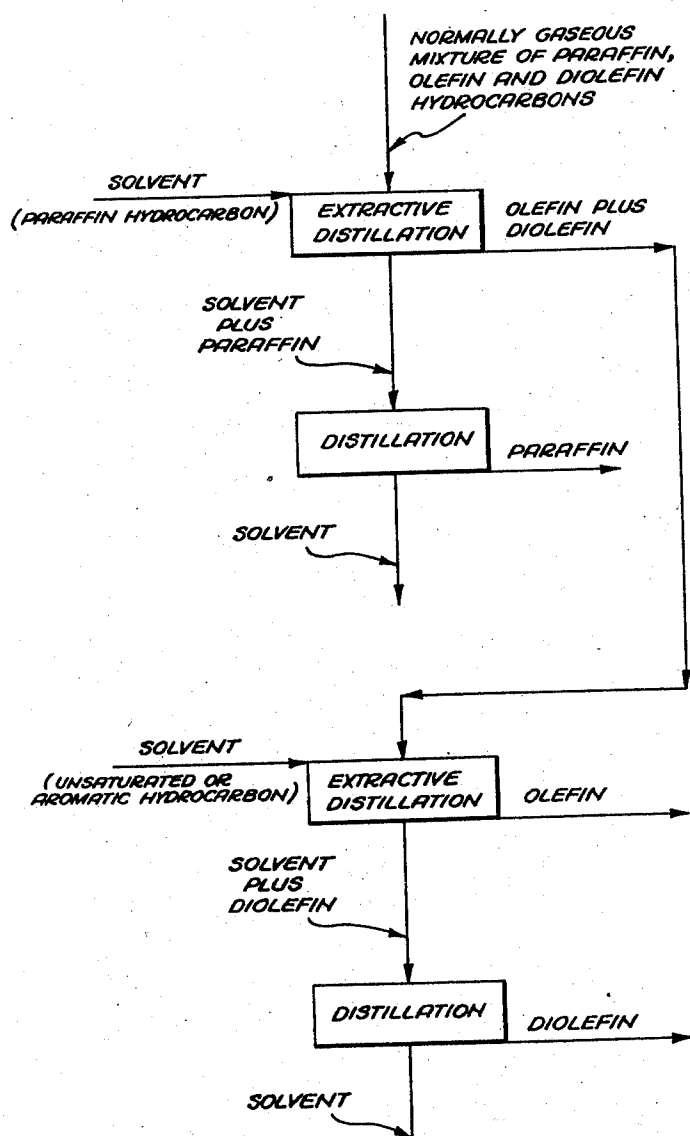 NORMALLY GASEOUS
MIXTURE OF PARAFFIN,
OLEFIN AND DIOLEFIN
HYDROCARBONS
SOLVENT
(PARAFFIN HYDROCARBON)
EXTRACTIVE
DISTILLATION
OLEFIN PLUS
DIOLEFIN
SOLVENT
PLUS
PARAFFIN
DISTILLATION
PARAFFIN
SOLVENT
SOLVENT
(UNSATURATED OR
AROMATIC HYDROCARBON)
EXTRACTIVE
DISTILLATION
OLEFIN
SOLVENT
PLUS
DIOLEFIN
DISTILLATION
DIOLEFIN
SOLVENT